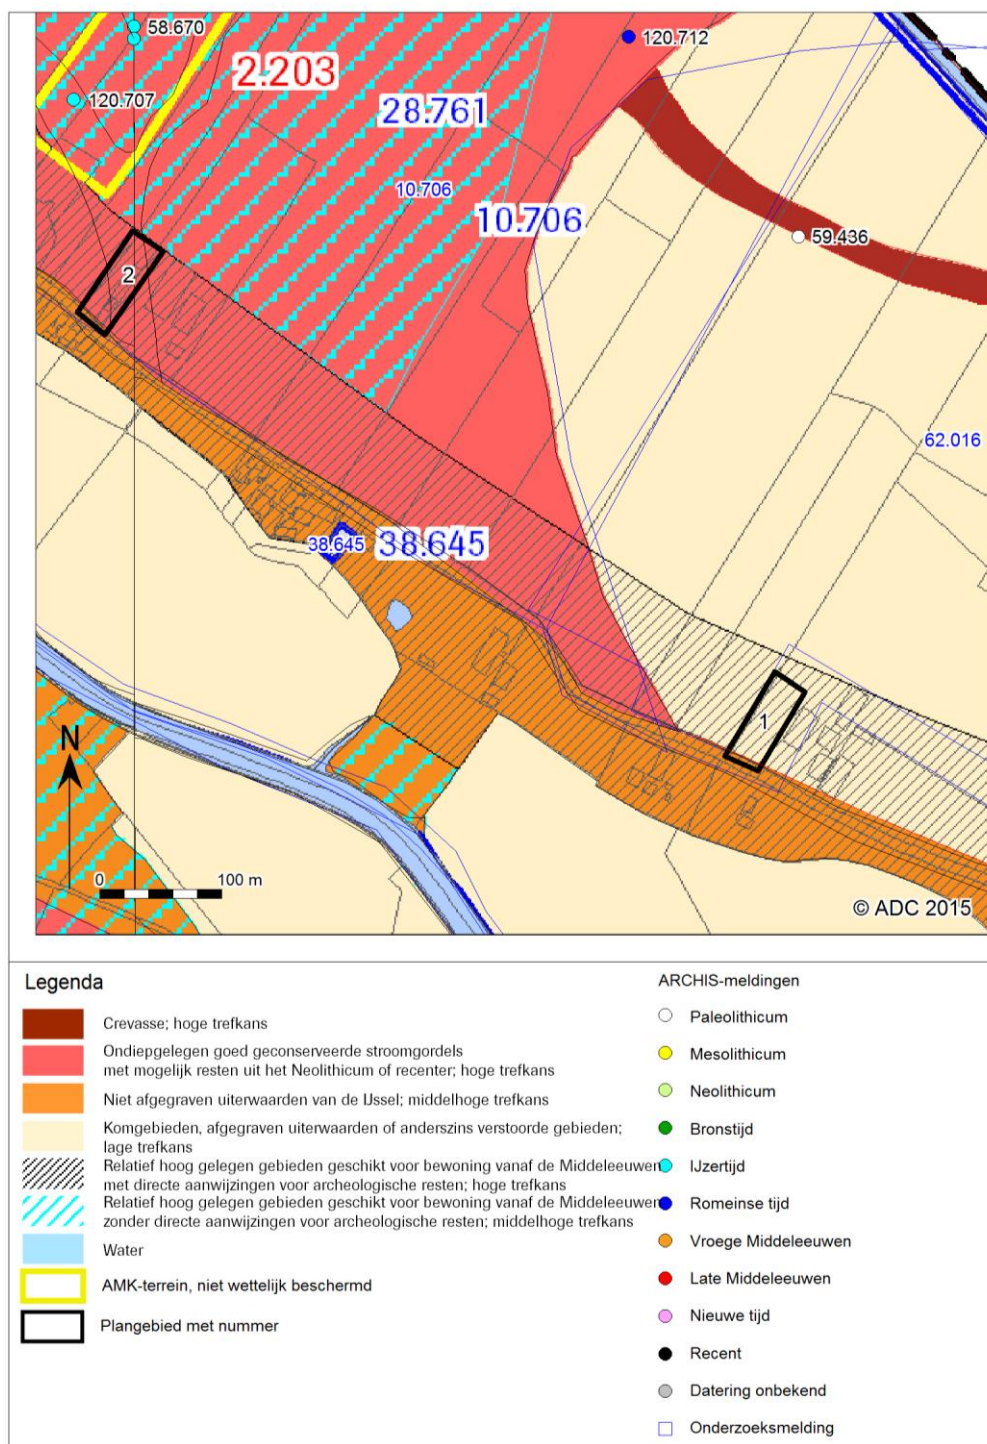 58.670
120.712
2.203
120.707
28.761
10.706
10.706
59.436
2
62.016
38.645
38.645
1
N
0 100 m
© ADC 2015
Legenda
Crevasse; hoge trefkans
Ondiepgelegen goed geconserveerde stroomgordels
met mogelijk resten uit het Neolithicum of recenter; hoge trefkans
Niet afgegraven uiterwaarden van de IJssel; middelhoge trefkans
Komgebieden, afgegraven uiterwaarden of anderszins verstoorde gebieden;
lage trefkans
Relatief hoog gelegen gebieden geschikt voor bewoning vanaf de Middeleeuwen
met directe aanwijzingen voor archeologische resten; hoge trefkans
Relatief hoog gelegen gebieden geschikt voor bewoning vanaf de Middeleeuwen
zonder directe aanwijzingen voor archeologische resten; middelhoge trefkans
Water
AMK-terrein, niet wettelijk beschermd
Plangebied met nummer
ARCHIS-meldingen
Paleolithicum
Mesolithicum
Neolithicum
Bronstijd
IJzertijd
Romeinse tijd
Vroege Middeleeuwen
Late Middeleeuwen
Nieuwe tijd
Recent
Datering onbekend
Onderzoeksmelding